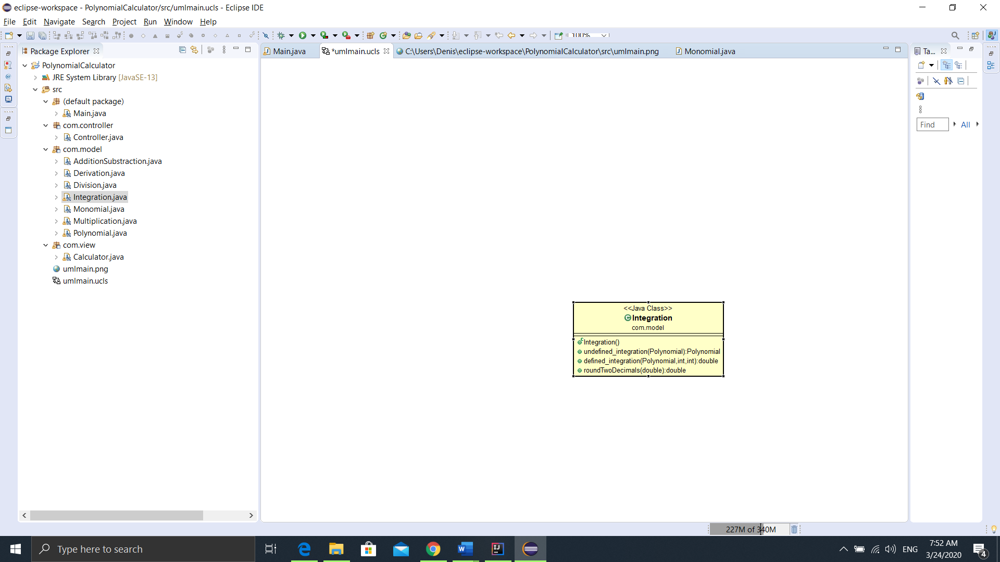 eclipse-workspace - PolynomialCalculator/src/umlmain.ucls - Eclipse IDE
File Edit Navigate Search Project Run Window Help
100%
Package Explorer
Main.java
*umlmain.ucls
C:\Users\Denis\eclipse-workspace\PolynomialCalculator\src\umlmain.png
Monomial.java
Ta...
PolynomialCalculator
JRE System Library [JavaSE-13]
src
(default package)
Main.java
com.controller
Controller.java
com.model
AdditionSubstraction.java
Derivation.java
Division.java
Integration.java
Monomial.java
Multiplication.java
Polynomial.java
com.view
Calculator.java
umlmain.png
umlmain.ucls
<<Java Class>>
Integration
com.model
Integration()
undefined_integration(Polynomial):Polynomial
defined_integration(Polynomial,int,int):double
roundTwoDecimals(double):double
Find
All
227M of 340M
Type here to search
ENG
7:52 AM
3/24/2020
4